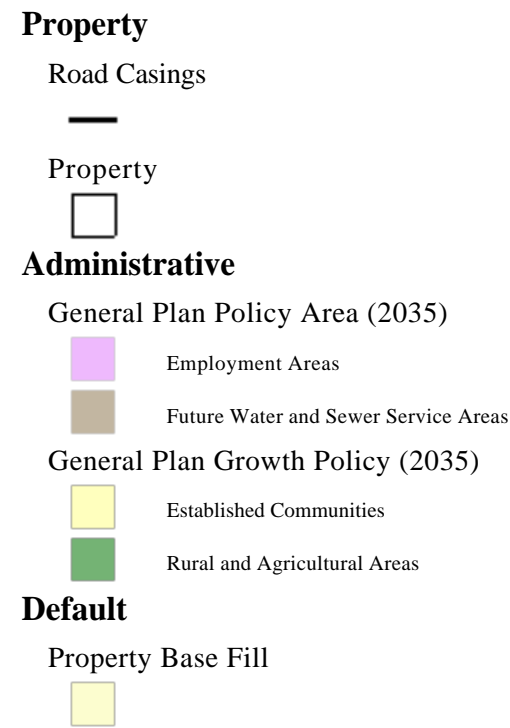 Property
Road Casings
Property
Administrative
General Plan Policy Area (2035)
Employment Areas
Future Water and Sewer Service Areas
General Plan Growth Policy (2035)
Established Communities
Rural and Agricultural Areas
Default
Property Base Fill